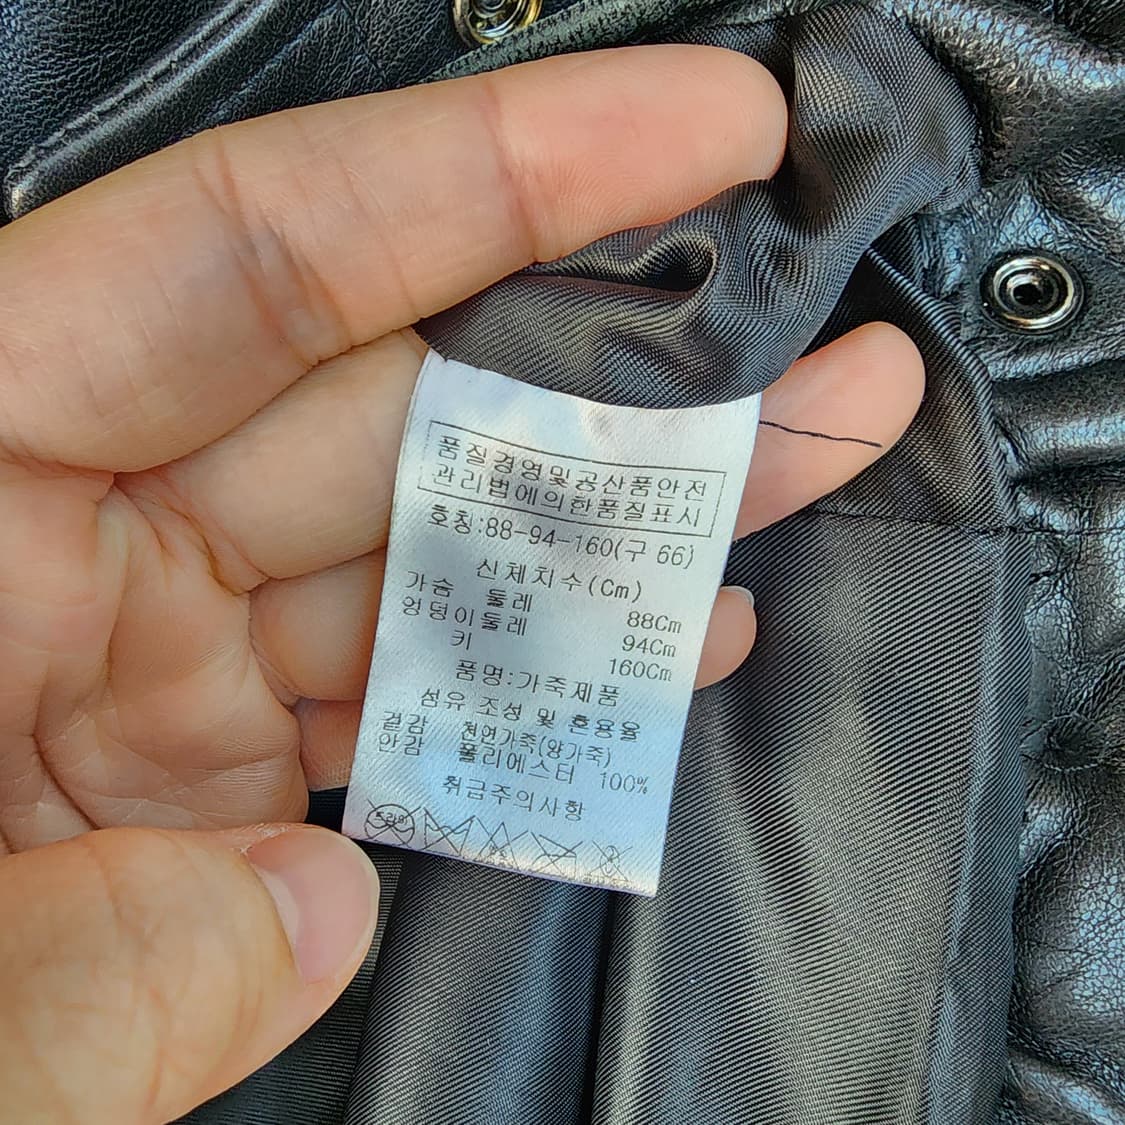 품질경영및공산품안전
관리법에의한품질표시
호칭:88-94-160(구 66)
신체치수(Cm)
가슴 둘레 88Cm
엉덩이둘레 94Cm
키 160Cm
품명:가죽제품
섬유 조성 및 혼용율
겉감 천연가죽(양가죽)
안감 폴리에스터 100%
취급주의사항
드라이